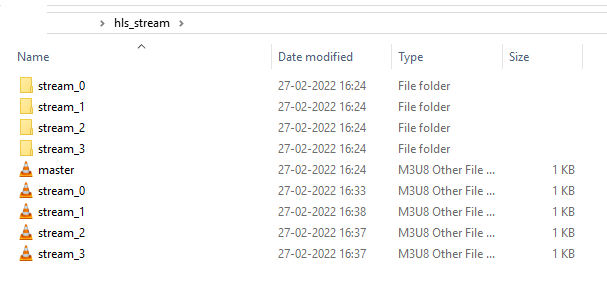 hls_stream
Name Date modified Type Size
stream_0 27-02-2022 16:24 File folder
stream_1 27-02-2022 16:24 File folder
stream_2 27-02-2022 16:24 File folder
stream_3 27-02-2022 16:24 File folder
master 27-02-2022 16:24 M3U8 Other File ... 1 KB
stream_0 27-02-2022 16:33 M3U8 Other File ... 1 KB
stream_1 27-02-2022 16:38 M3U8 Other File ... 1 KB
stream_2 27-02-2022 16:37 M3U8 Other File ... 1 KB
stream_3 27-02-2022 16:37 M3U8 Other File ... 1 KB